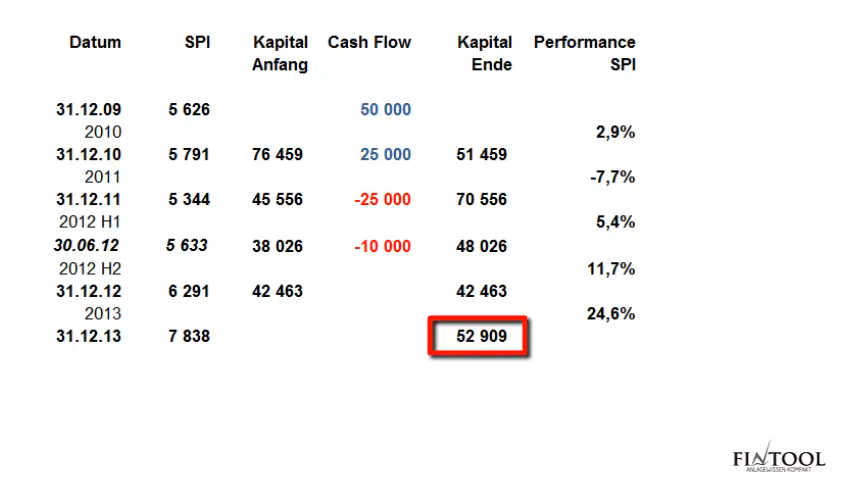 Datum SPI Kapital Anfang Cash Flow Kapital Ende Performance SPI
31.12.09 5 626 50 000
2010 2,9%
31.12.10 5 791 76 459 25 000 51 459
2011 -7,7%
31.12.11 5 344 45 556 -25 000 70 556
2012 H1 5,4%
30.06.12 5 633 38 026 -10 000 48 026
2012 H2 11,7%
31.12.12 6 291 42 463 42 463
2013 24,6%
31.12.13 7 838 52 909
FINTOOL
ANLAGEWISSEN KOMPAKT